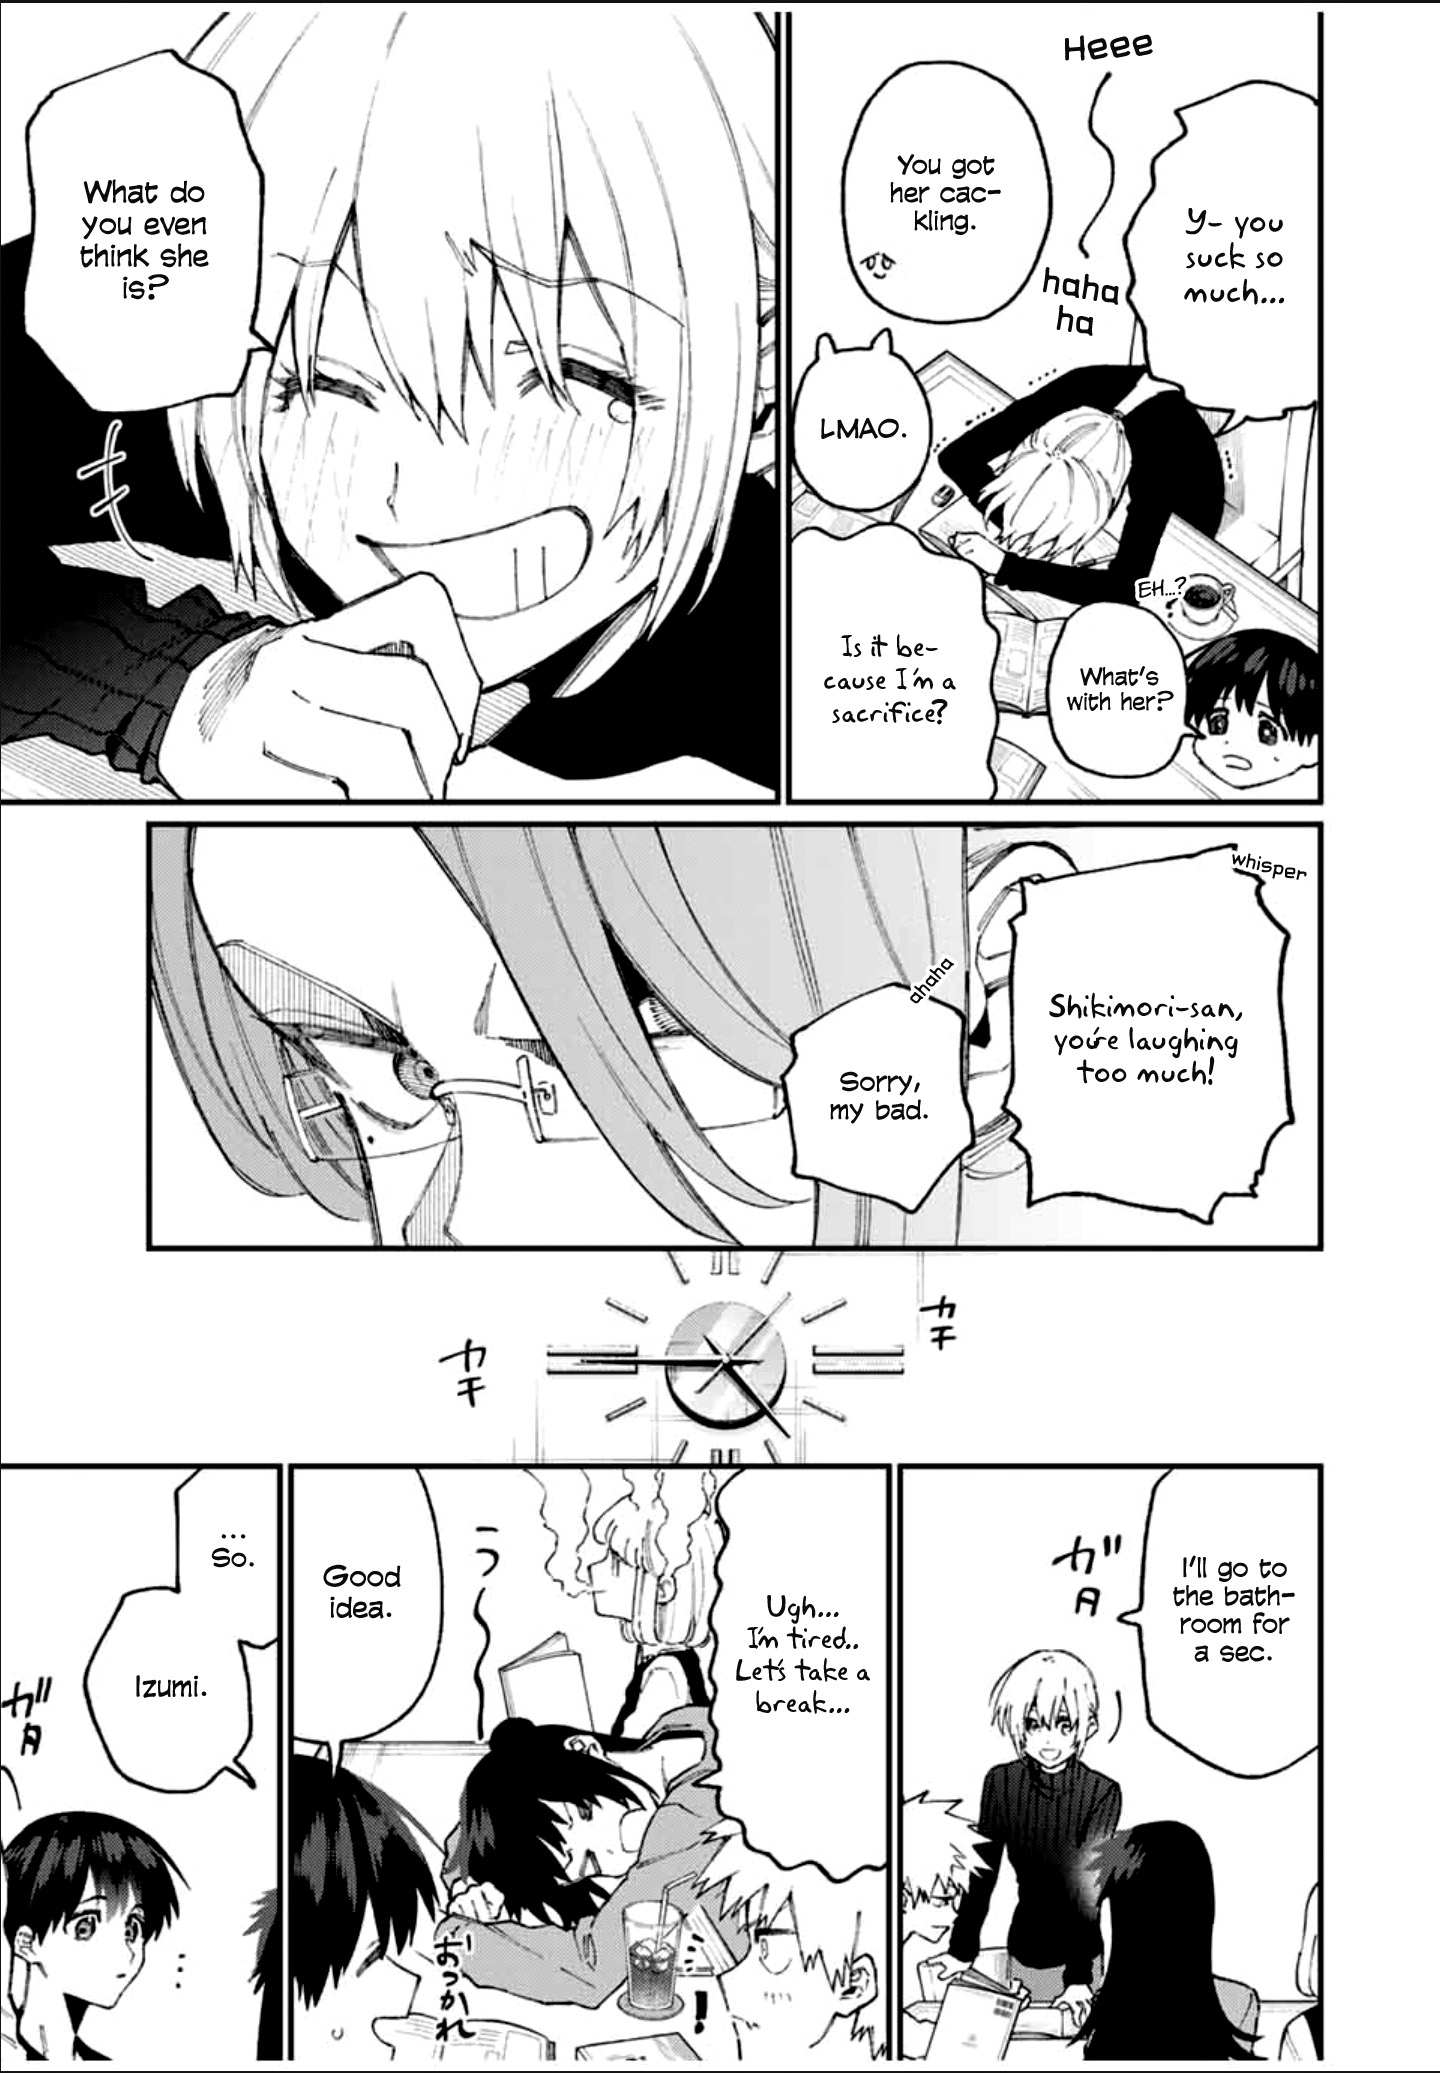 Heee
haha
ha
Y- you
suck so
much...
You got
her cac-
kling.
LMAO.
EH...?
What's
with her?
Is it be-
cause I'm a
sacrifice?
What do
you even
think she
is?
whisper
Shikimori-san,
you're laughing
too much!
ahaha
Sorry,
my bad.
カチ
カチ
I'll go to
the bath-
room for
a sec.
ガタ
Ugh...
I'm tired..
Let's take a
break...
う
Good
idea.
おつかれ
...
So.
Izumi.
ガタ